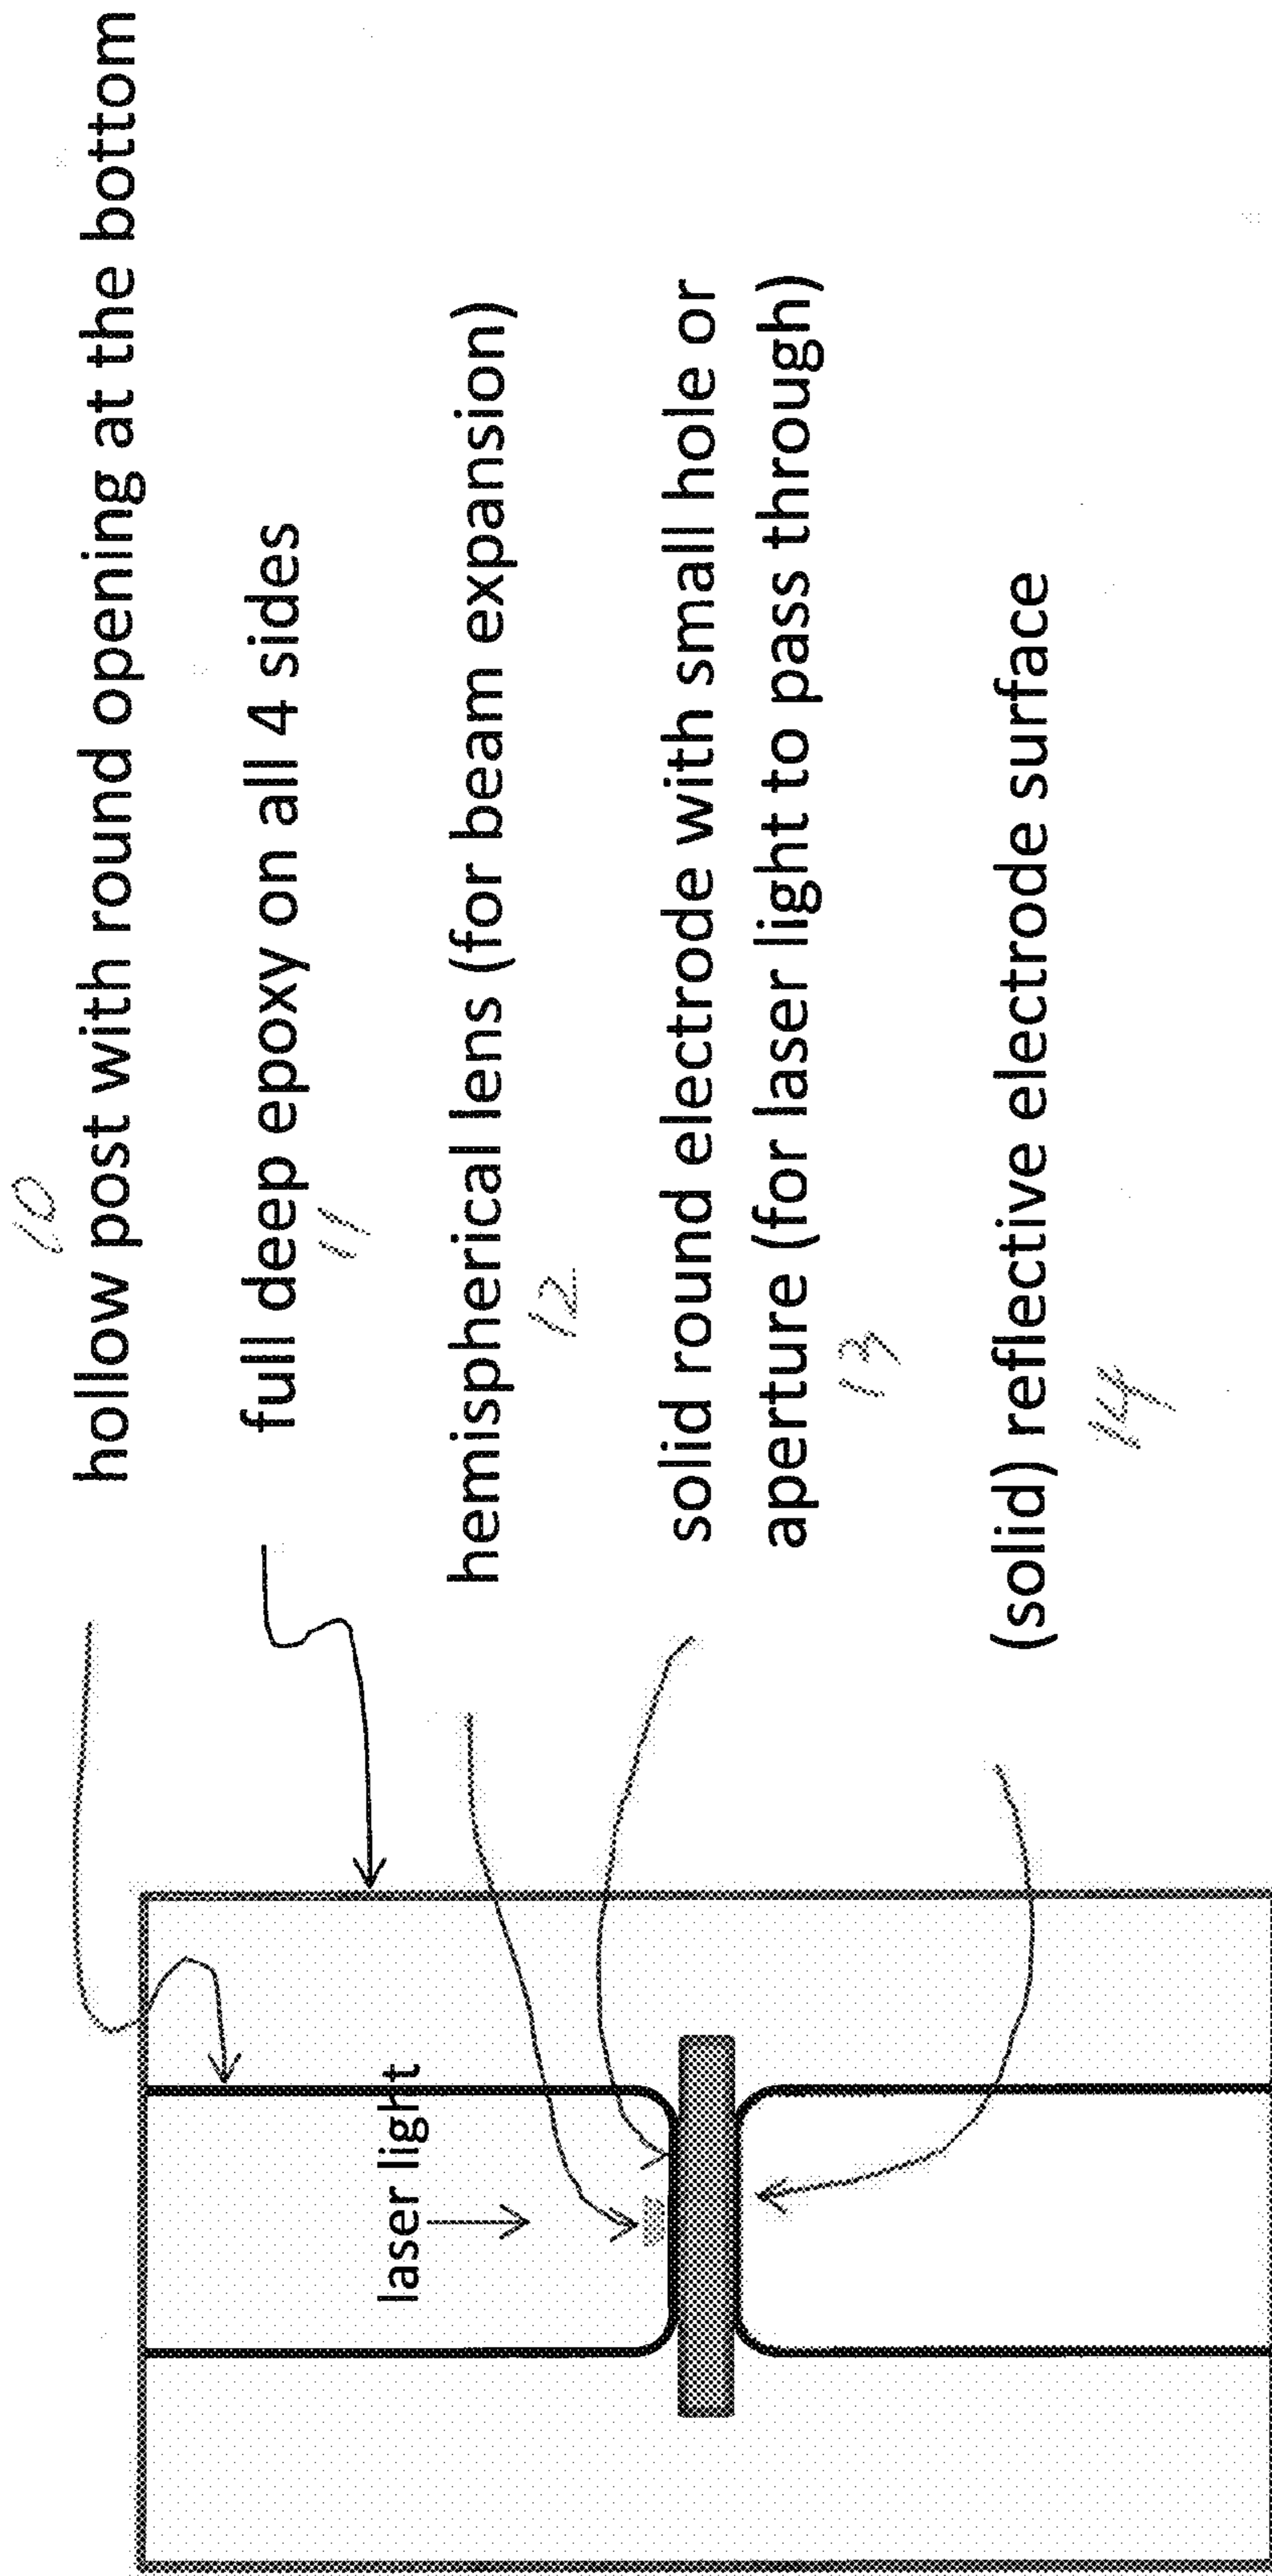 10
hollow post with round opening at the bottom
full deep epoxy on all 4 sides
11
hemispherical lens (for beam expansion)
12
solid round electrode with small hole or
aperture (for laser light to pass through)
13
(solid) reflective electrode surface
14
laser light